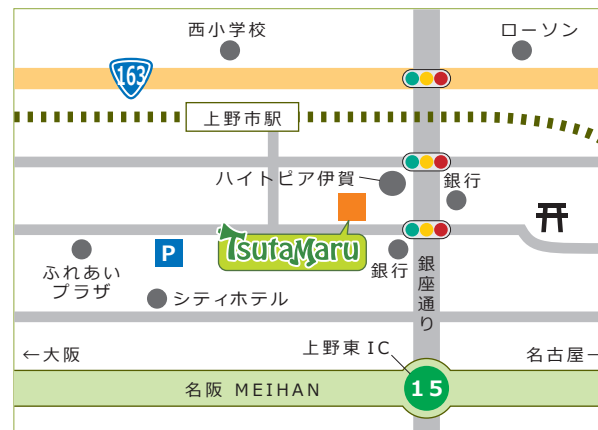 西小学校
ローソン
163
上野市駅
ハイトピア伊賀
銀行
P
TsutaMaru
銀行
ふれあい
プラザ
シティホテル
銀座通り
上野東 IC
←大阪
名古屋→
名阪 MEIHAN
15